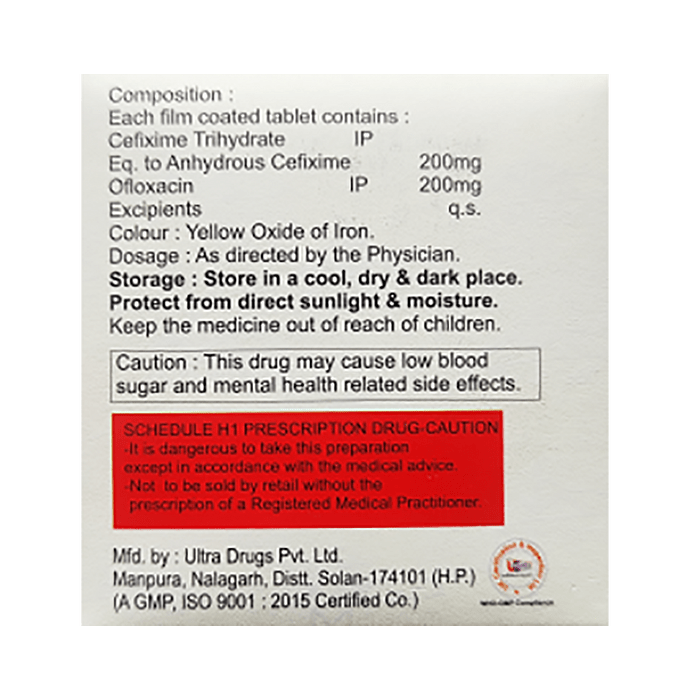 Composition :
Each film coated tablet contains :
Cefixime Trihydrate IP
Eq. to Anhydrous Cefixime 200mg
Ofloxacin IP 200mg
Excipients q.s.
Colour : Yellow Oxide of Iron.
Dosage : As directed by the Physician.
Storage : Store in a cool, dry & dark place.
Protect from direct sunlight & moisture.
Keep the medicine out of reach of children.
Caution : This drug may cause low blood
sugar and mental health related side effects.
SCHEDULE H1 PRESCRIPTION DRUG-CAUTION
-It is dangerous to take this preparation
except in accordance with the medical advice.
-Not to be sold by retail without the
prescription of a Registered Medical Practitioner.
Mfd. by : Ultra Drugs Pvt. Ltd.
Manpura, Nalagarh, Distt. Solan-174101 (H.P.)
(A GMP, ISO 9001 : 2015 Certified Co.)
WHO-GMP Compliance